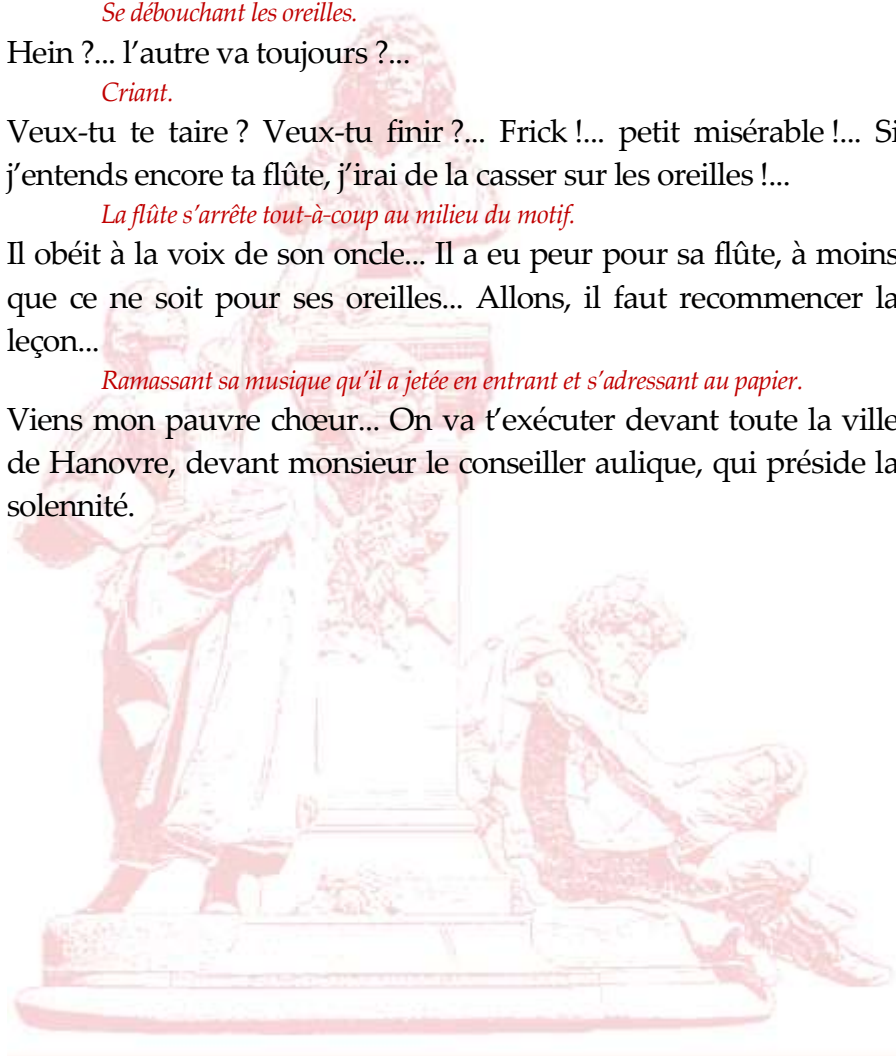 Se débouchant les oreilles.
Hein ?... l’autre va toujours ?...
Criant.
Veux-tu te taire ? Veux-tu finir ?... Frick !... petit misérable !... Si
j’entends encore ta flûte, j’irai de la casser sur les oreilles !...
La flûte s’arrête tout-à-coup au milieu du motif.
Il obéit à la voix de son oncle... Il a eu peur pour sa flûte, à moins
que ce ne soit pour ses oreilles... Allons, il faut recommencer la
leçon...
Ramassant sa musique qu’il a jetée en entrant et s’adressant au papier.
Viens mon pauvre chœur... On va t’exécuter devant toute la ville
de Hanovre, devant monsieur le conseiller aulique, qui préside la
solennité.